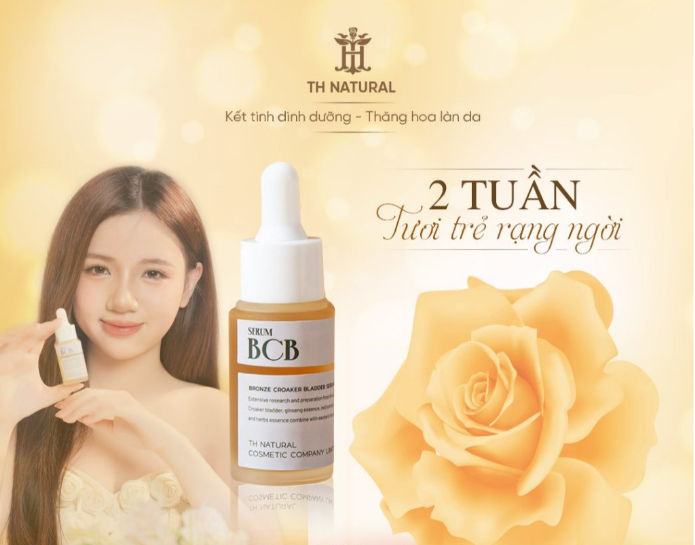 TH NATURAL
Kết tinh dinh dưỡng - Thăng hoa làn da
2 TUẦN
Tươi trẻ rạng ngời
SERUM
BCB
BRONZE CROAKER BLADDER
Extensive research and preparation from
Croaker bladder, ginseng essence,
and herbs essence combine with
TH NATURAL
COSMETIC COMPANY
SERUM
BCB